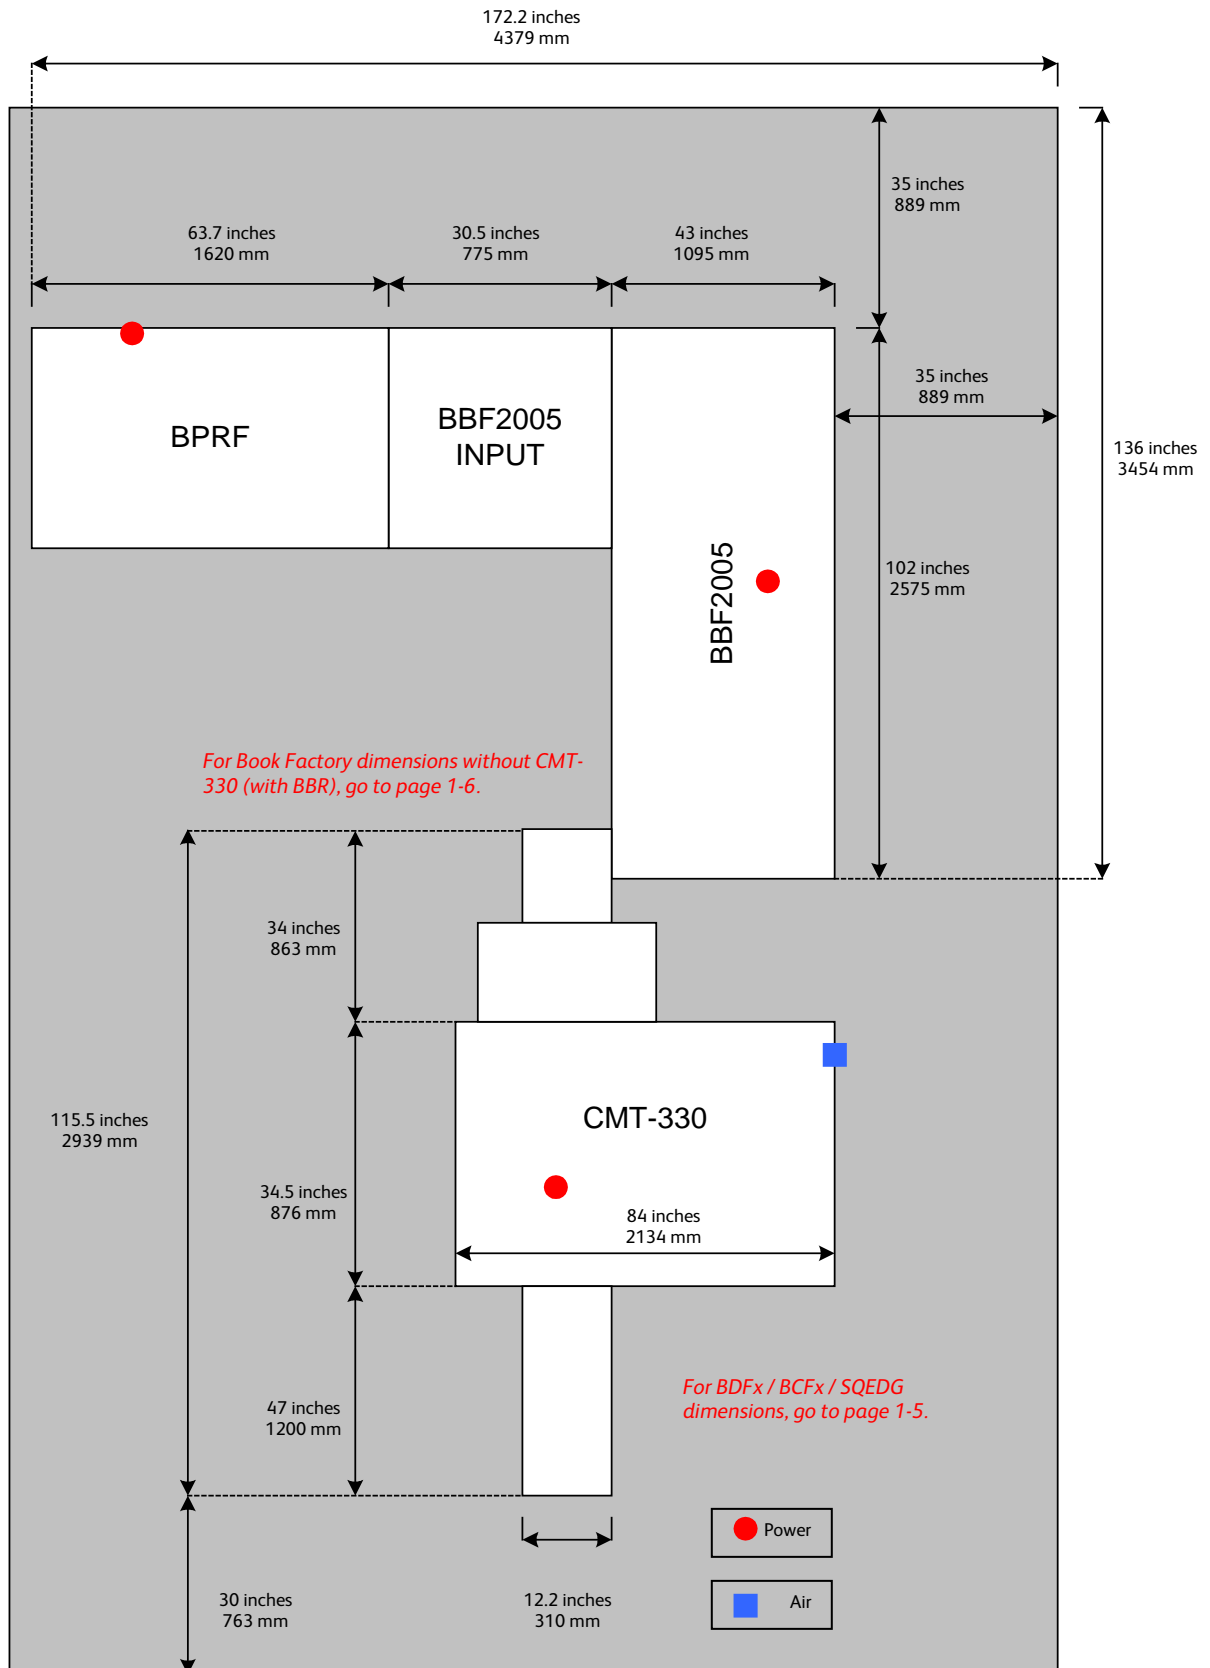 172.2 inches
4379 mm
35 inches
889 mm
63.7 inches
1620 mm
30.5 inches
775 mm
43 inches
1095 mm
35 inches
889 mm
BPRF
BBF2005
INPUT
136 inches
3454 mm
BBF2005
102 inches
2575 mm
For Book Factory dimensions without CMT-
330 (with BBR), go to page 1-6.
34 inches
863 mm
CMT-330
115.5 inches
2939 mm
34.5 inches
876 mm
84 inches
2134 mm
For BDFx / BCFx / SQEDG
dimensions, go to page 1-5.
47 inches
1200 mm
Power
30 inches
763 mm
12.2 inches
310 mm
Air